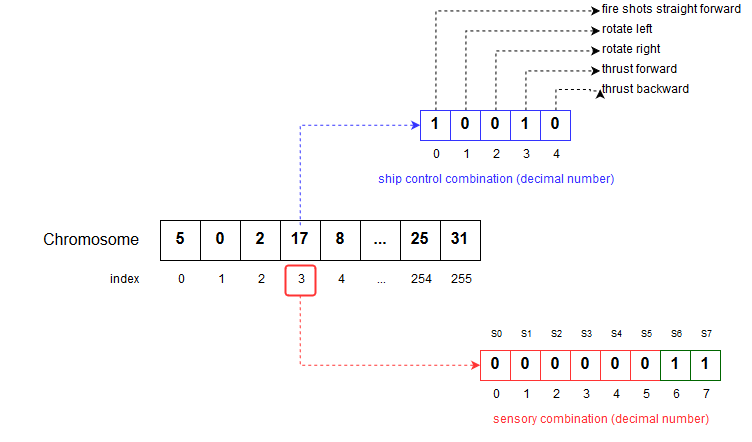 fire shots straight forward
rotate left
rotate right
thrust forward
thrust backward
1 0 0 1 0
0 1 2 3 4
ship control combination (decimal number)
Chromosome 5 0 2 17 8 ... 25 31
index 0 1 2 3 4 ... 254 255
S0 S1 S2 S3 S4 S5 S6 S7
0 0 0 0 0 0 1 1
0 1 2 3 4 5 6 7
sensory combination (decimal number)